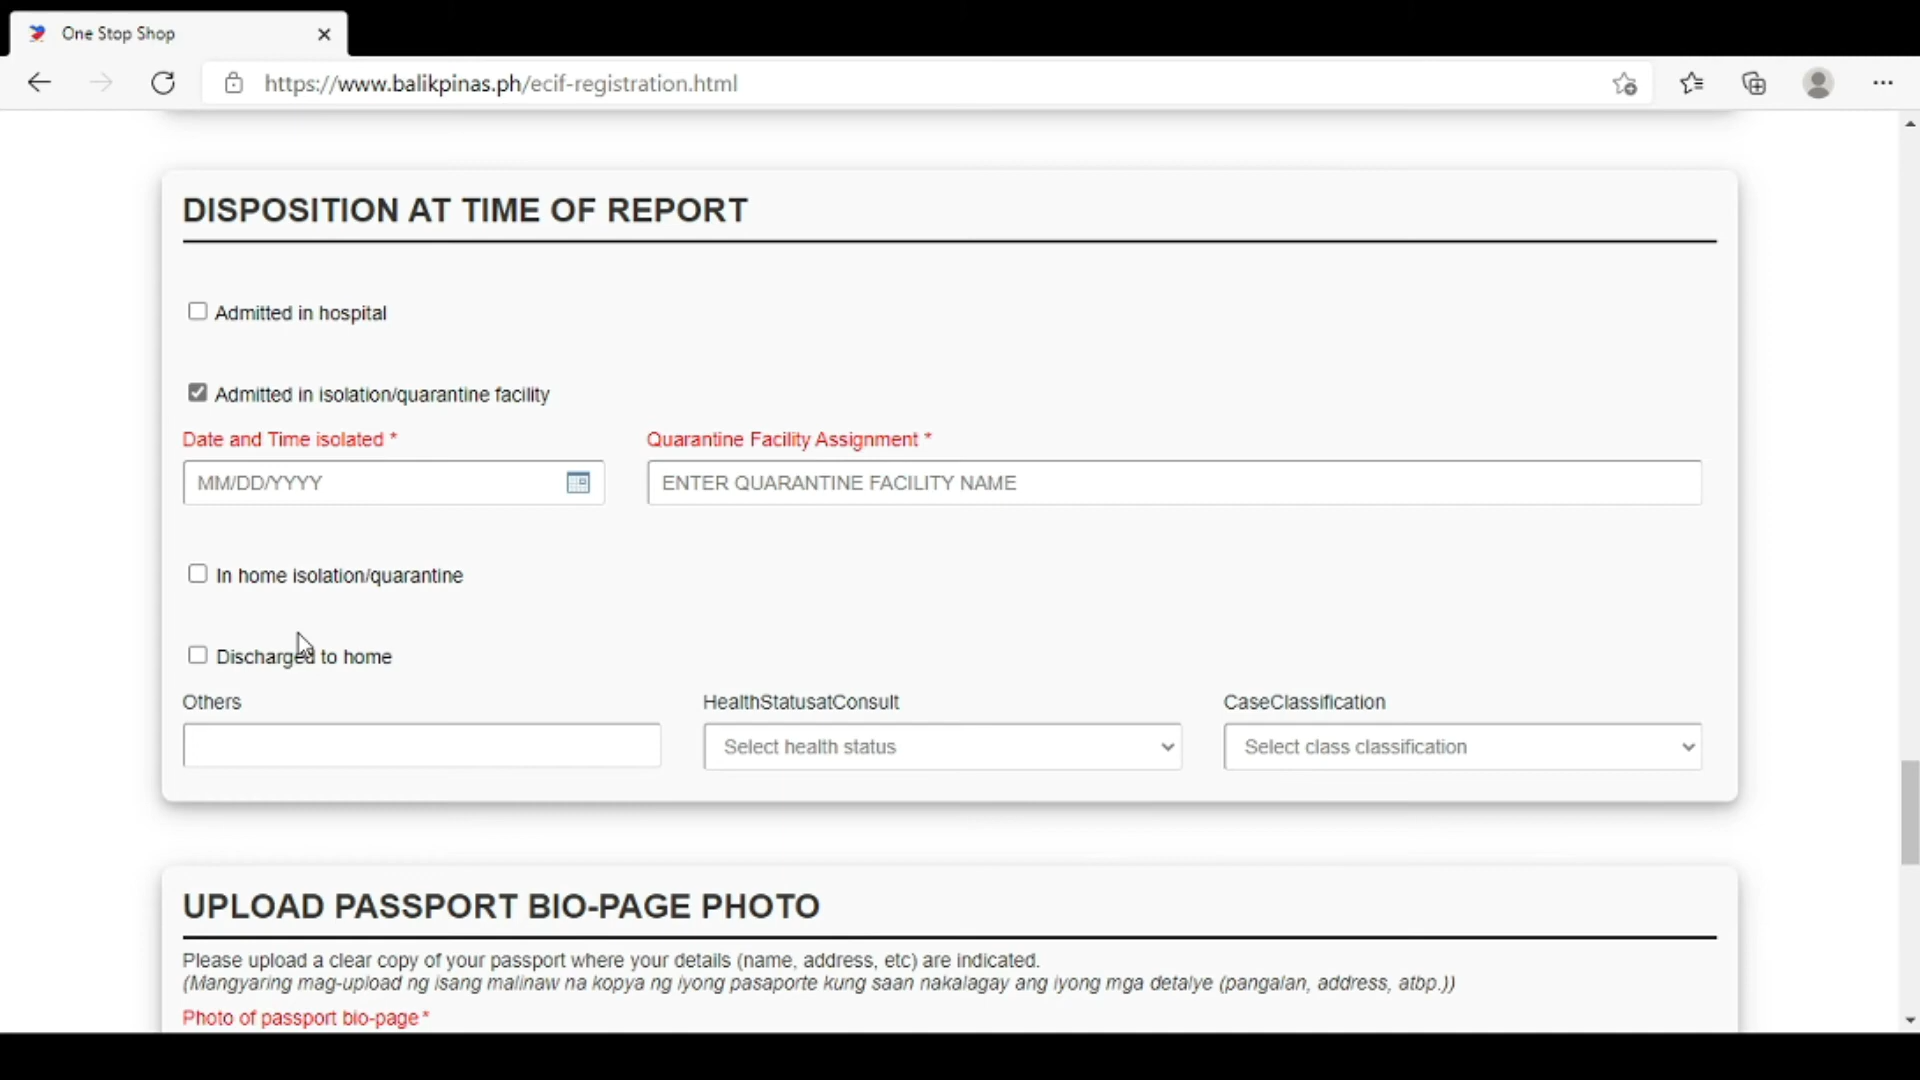 One Stop Shop
https://www.balikpinas.ph/ecif-registration.html
DISPOSITION AT TIME OF REPORT
Admitted in hospital
Admitted in isolation/quarantine facility
Date and Time isolated *
Quarantine Facility Assignment *
MM/DD/YYYY
ENTER QUARANTINE FACILITY NAME
In home isolation/quarantine
Discharged to home
Others
HealthStatusatConsult
CaseClassification
Select health status
Select class classification
UPLOAD PASSPORT BIO-PAGE PHOTO
Please upload a clear copy of your passport where your details (name, address, etc) are indicated.
(Mangyaring mag-upload ng isang malinaw na kopya ng iyong pasaporte kung saan nakalagay ang iyong mga detalye (pangalan, address, atbp.))
Photo of passport bio-page *